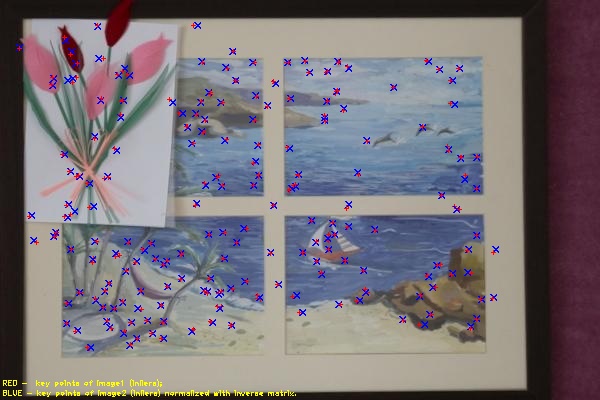 RED - key points of image1 (inliers);
BLUE - key points of image2 (inliers) normalized with inverse matrix.